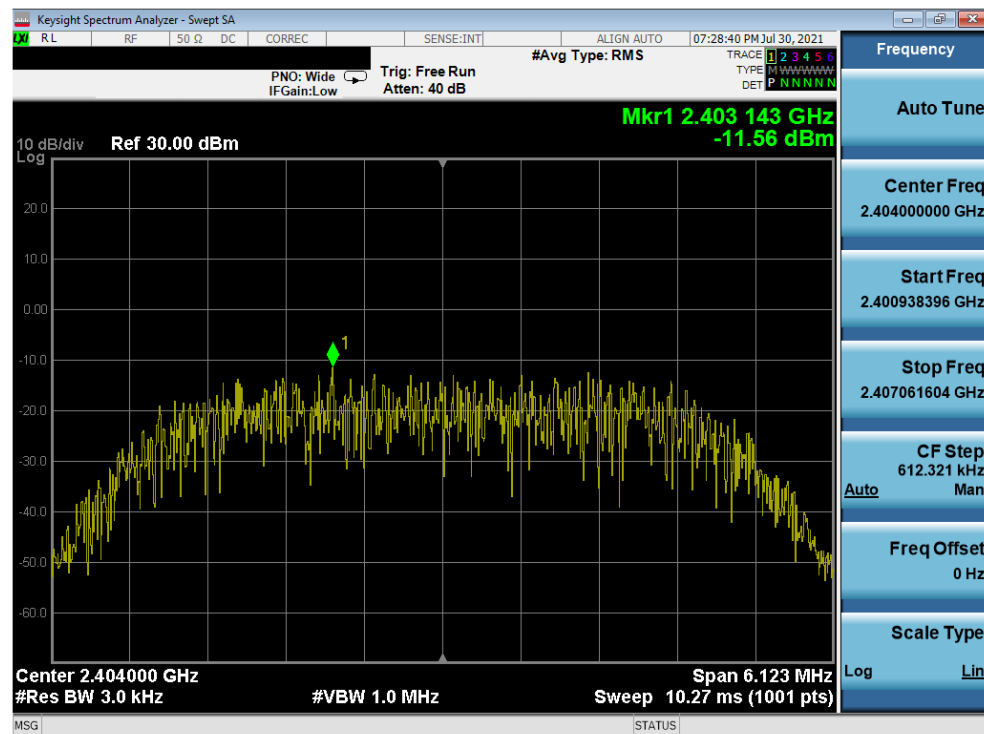 Keysight Spectrum Analyzer - Swept SA
LXI RL RF 50 Ω DC CORREC SENSE:INT ALIGN AUTO 07:28:40 PM Jul 30, 2021
#Avg Type: RMS TRACE 1 2 3 4 5 6
PNO: Wide Trig: Free Run TYPE M WWWWW
IFGain:Low Atten: 40 dB DET P N N N N N
Frequency
Auto Tune
Mkr1 2.403 143 GHz
-11.56 dBm
10 dB/div Ref 30.00 dBm
Log
20.0
10.0
0.00
-10.0
-20.0
-30.0
-40.0
-50.0
-60.0
1
Center 2.404000 GHz Span 6.123 MHz
#Res BW 3.0 kHz #VBW 1.0 MHz Sweep 10.27 ms (1001 pts)
Center Freq
2.404000000 GHz
Start Freq
2.400938396 GHz
Stop Freq
2.407061604 GHz
CF Step
612.321 kHz
Auto Man
Freq Offset
0 Hz
Scale Type
Log Lin
MSG STATUS